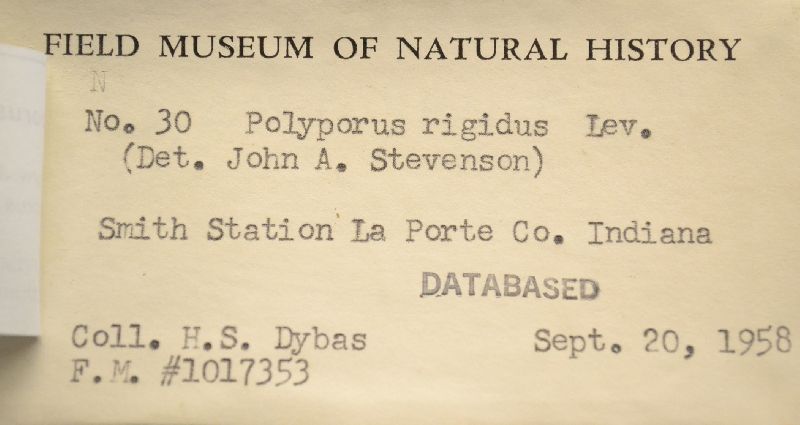 FIELD MUSEUM OF NATURAL HISTORY
N
No. 30 Polyporus rigidus Lev.
(Det. John A. Stevenson)
Smith Station La Porte Co. Indiana
DATABASED
Coll. H.S. Dybas Sept. 20, 1958
F.M. #1017353